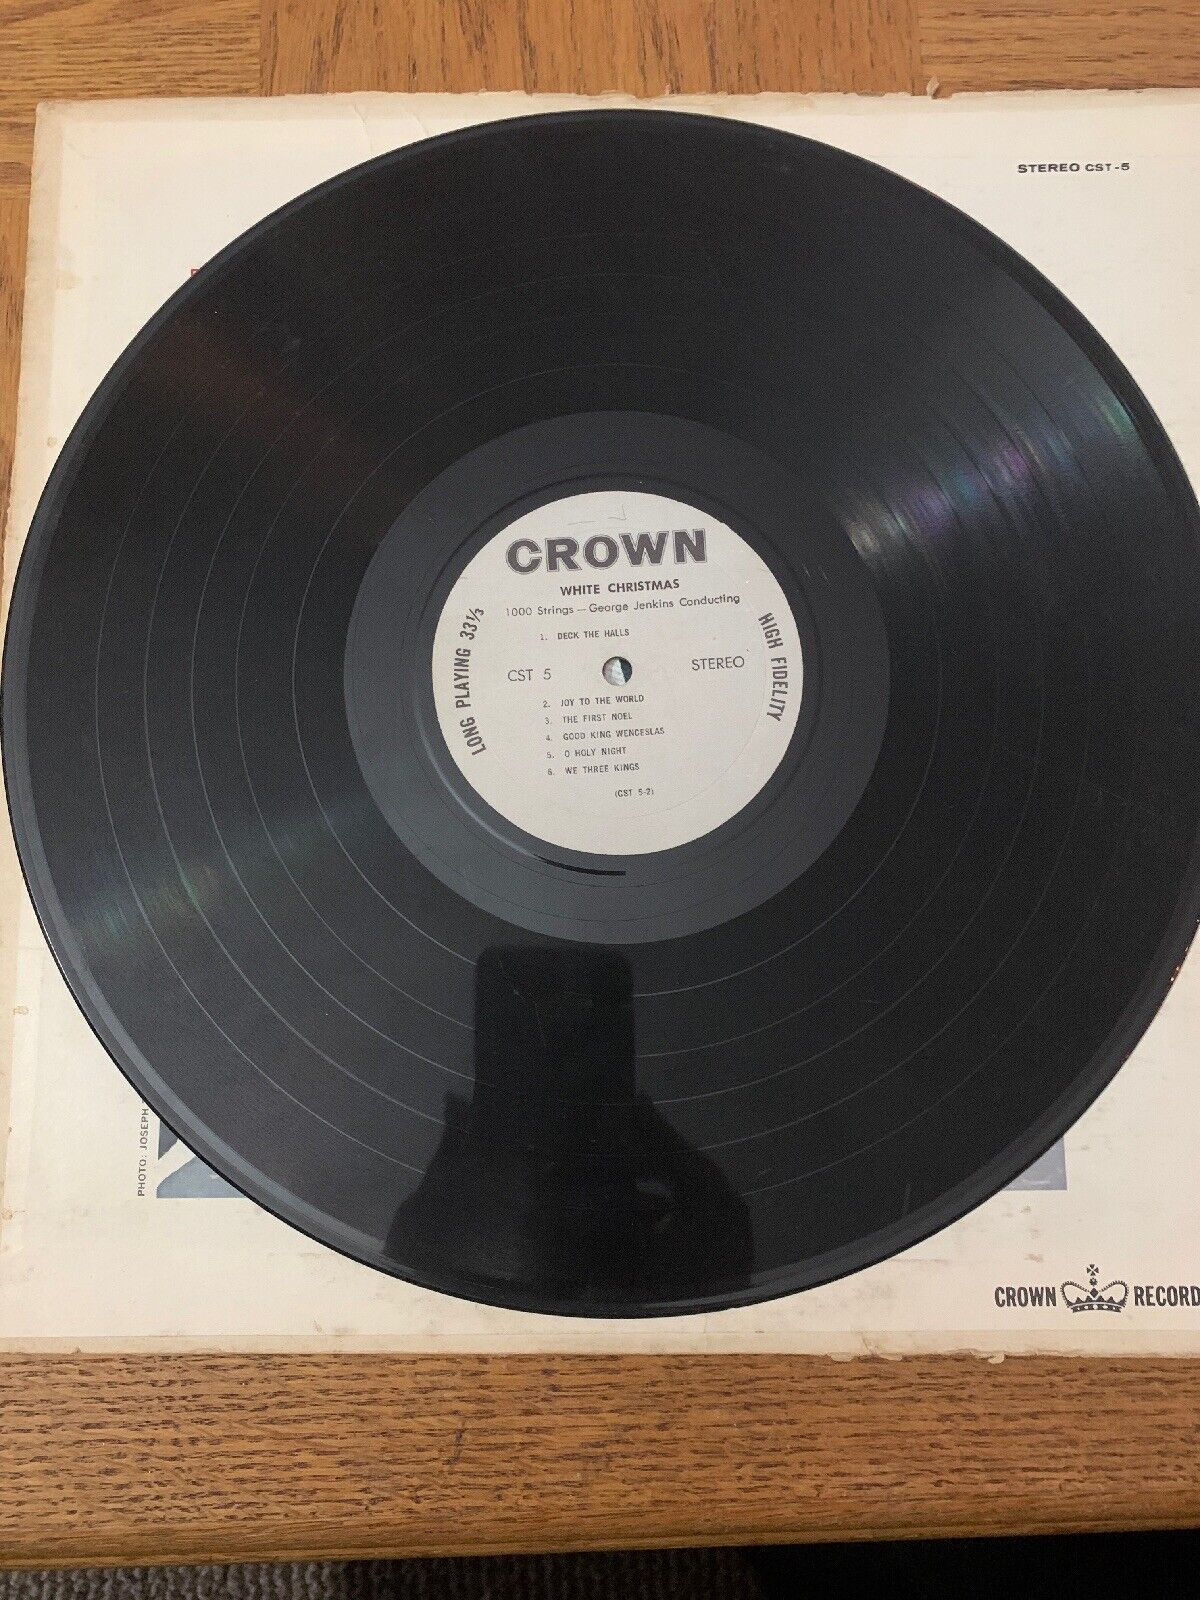 STEREO CST-5
CROWN
WHITE CHRISTMAS
1000 Strings — George Jenkins Conducting
LONG PLAYING 33⅓
HIGH FIDELITY
1. DECK THE HALLS
CST 5
STEREO
2. JOY TO THE WORLD
3. THE FIRST NOEL
4. GOOD KING WENCESLAS
5. O HOLY NIGHT
6. WE THREE KINGS
(CST 5-2)
PHOTO: JOSEPH
CROWN RECORD